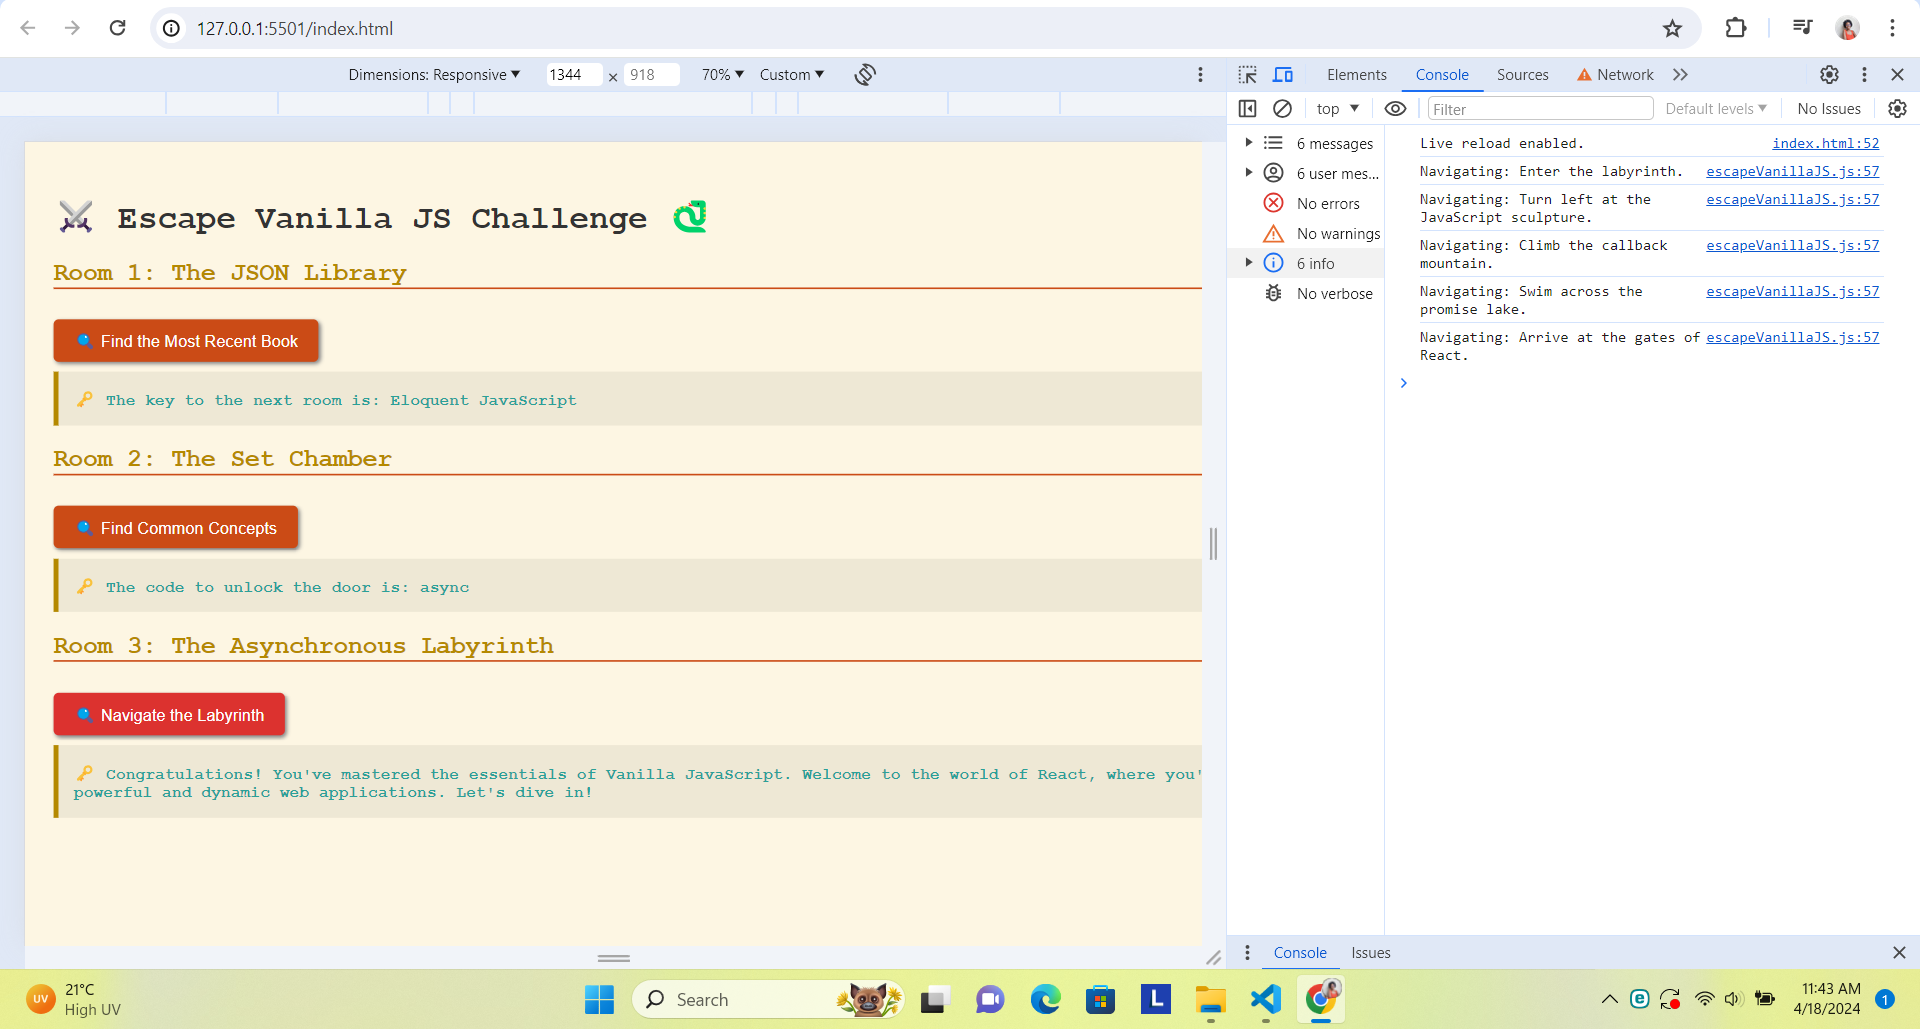 127.0.0.1:5501/index.html
Dimensions: Responsive ▼ 1344 × 918 70% ▼ Custom ▼
Elements Console Sources Network
top ▼ Filter Default levels ▼ No Issues
6 messages
6 user mes...
No errors
No warnings
6 info
No verbose
Live reload enabled. index.html:52
Navigating: Enter the labyrinth. escapeVanillaJS.js:57
Navigating: Turn left at the escapeVanillaJS.js:57
JavaScript sculpture.
Navigating: Climb the callback escapeVanillaJS.js:57
mountain.
Navigating: Swim across the escapeVanillaJS.js:57
promise lake.
Navigating: Arrive at the gates of escapeVanillaJS.js:57
React.
⚔️ Escape Vanilla JS Challenge 🐍
Room 1: The JSON Library
🔍 Find the Most Recent Book
🔑 The key to the next room is: Eloquent JavaScript
Room 2: The Set Chamber
🔍 Find Common Concepts
🔑 The code to unlock the door is: async
Room 3: The Asynchronous Labyrinth
🔍 Navigate the Labyrinth
🔑 Congratulations! You've mastered the essentials of Vanilla JavaScript. Welcome to the world of React, where you'
powerful and dynamic web applications. Let's dive in!
Console Issues
UV
21°C
High UV
Search
L
11:43 AM
4/18/2024
1